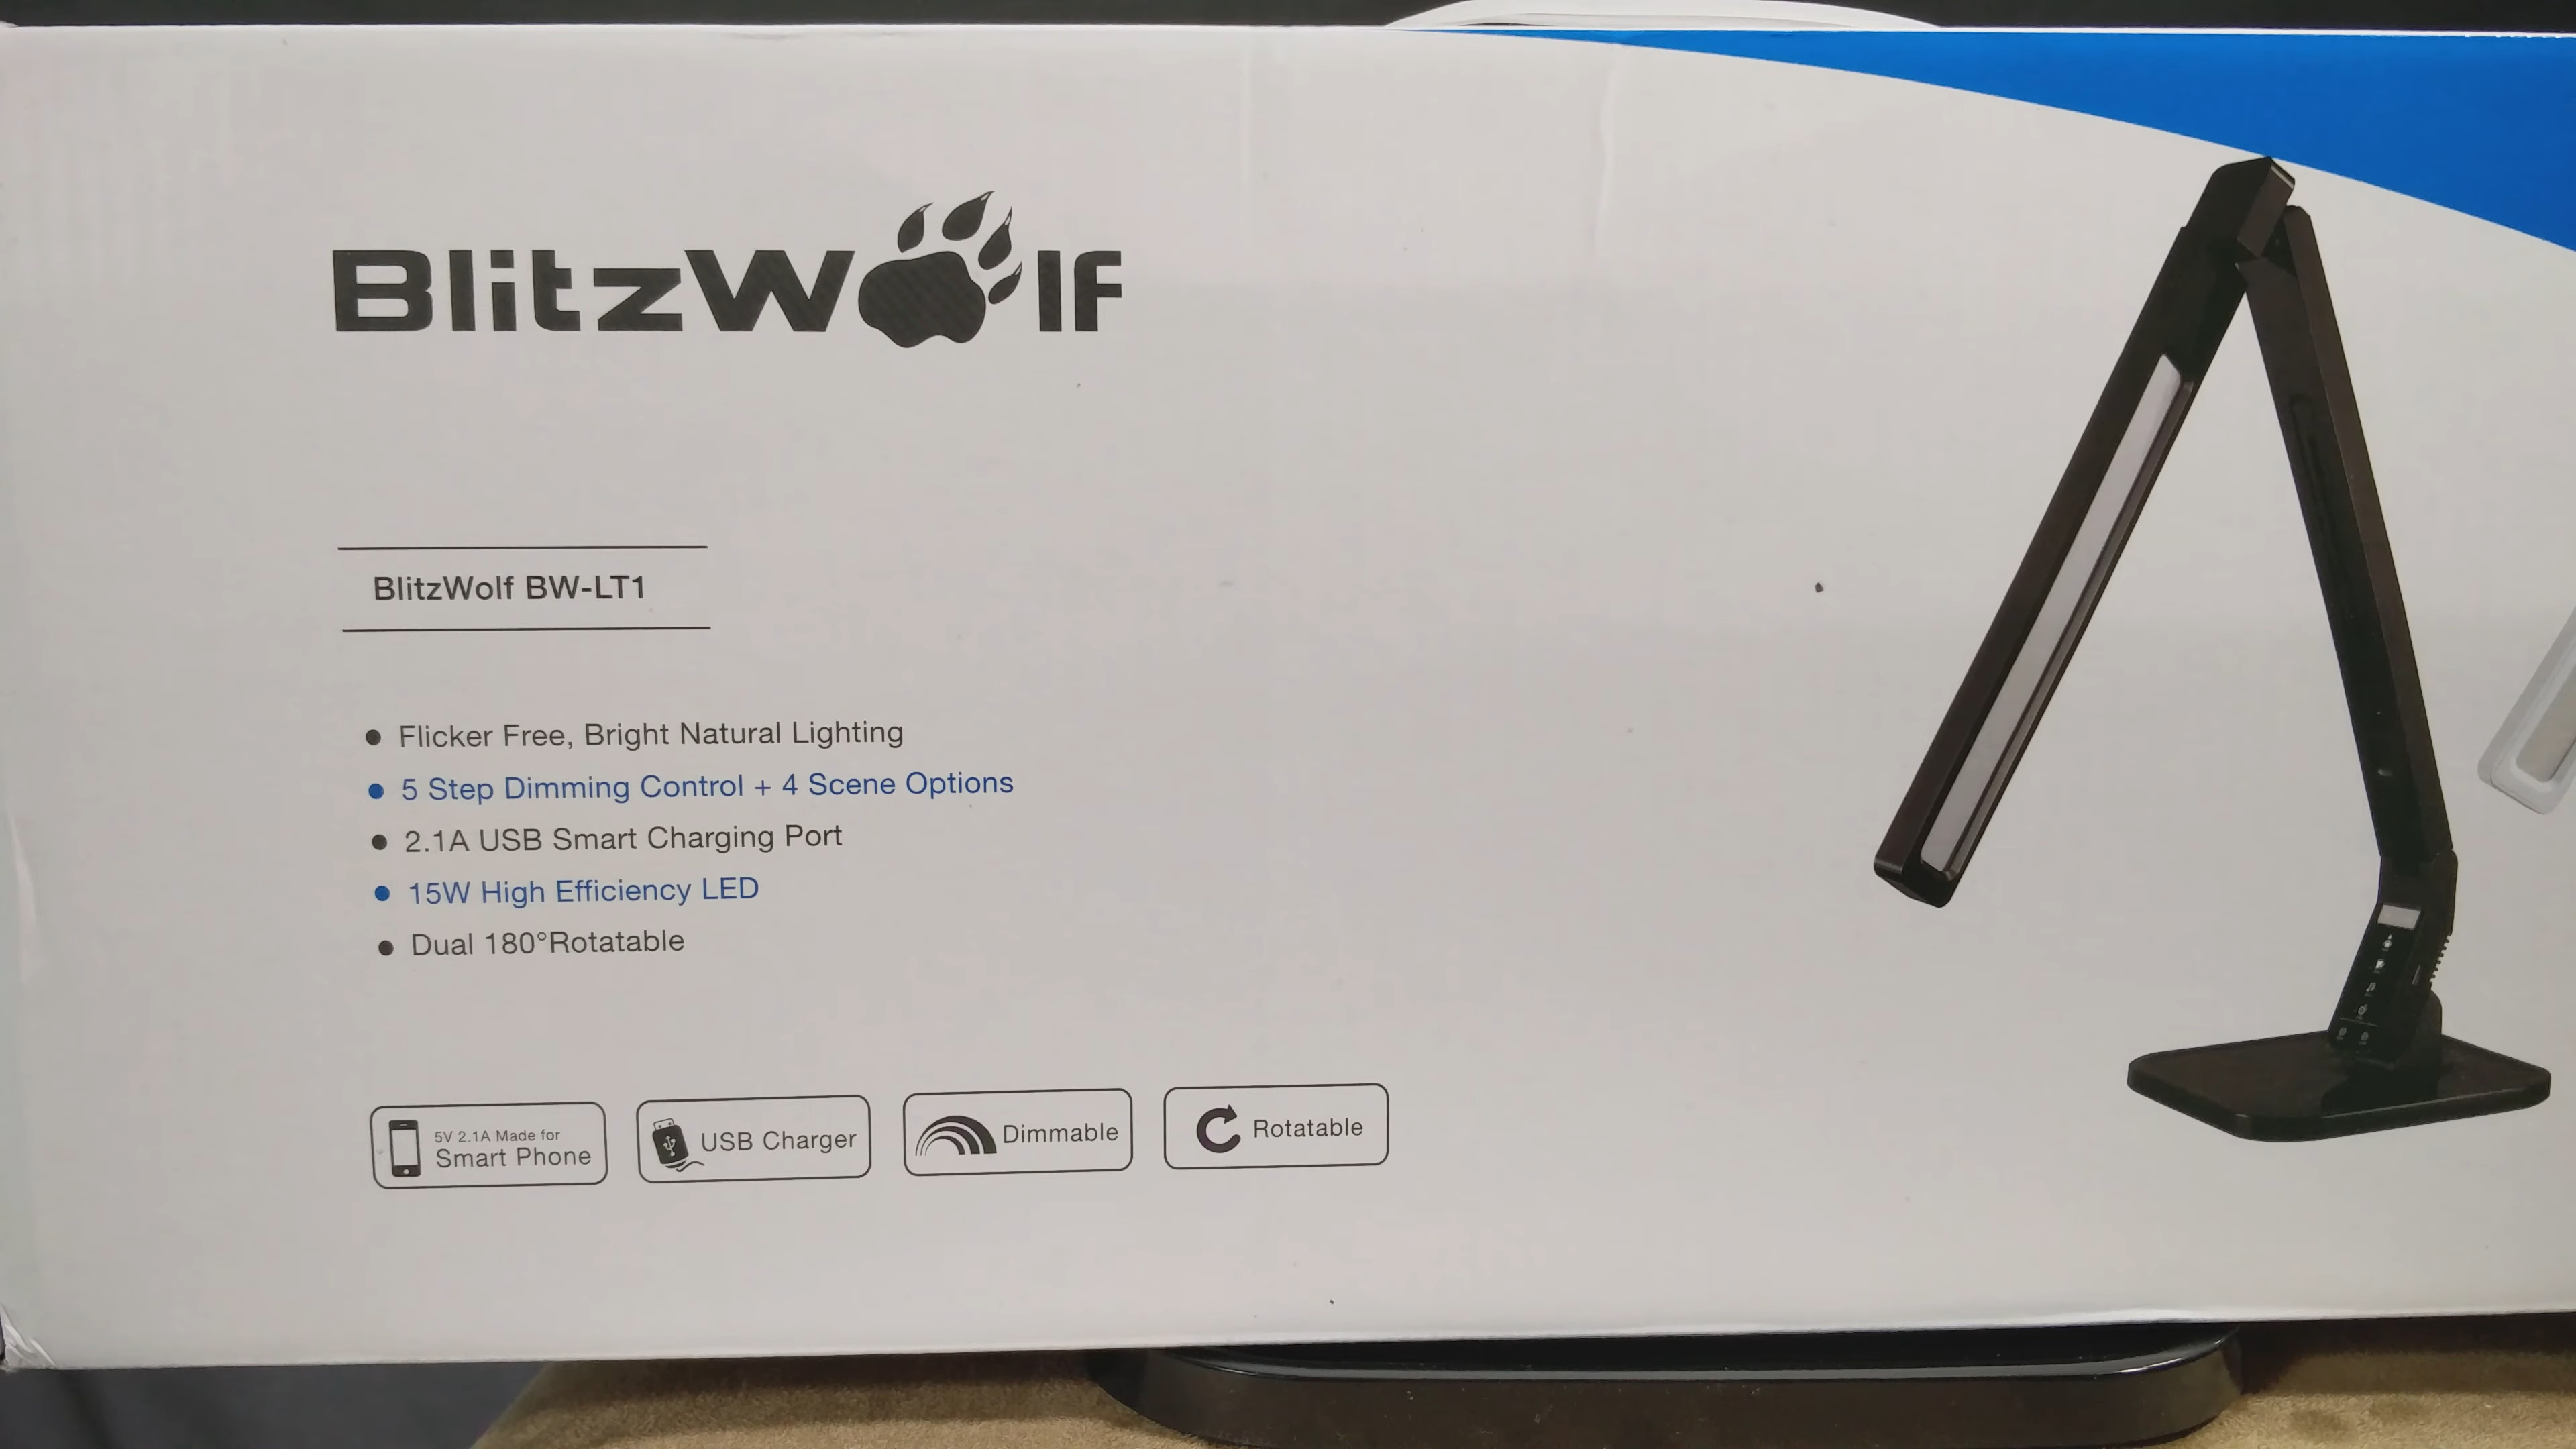 BlitzWolf
BlitzWolf BW-LT1
• Flicker Free, Bright Natural Lighting
• 5 Step Dimming Control + 4 Scene Options
• 2.1A USB Smart Charging Port
• 15W High Efficiency LED
• Dual 180°Rotatable
5V 2.1A Made for
Smart Phone
USB Charger
Dimmable
Rotatable